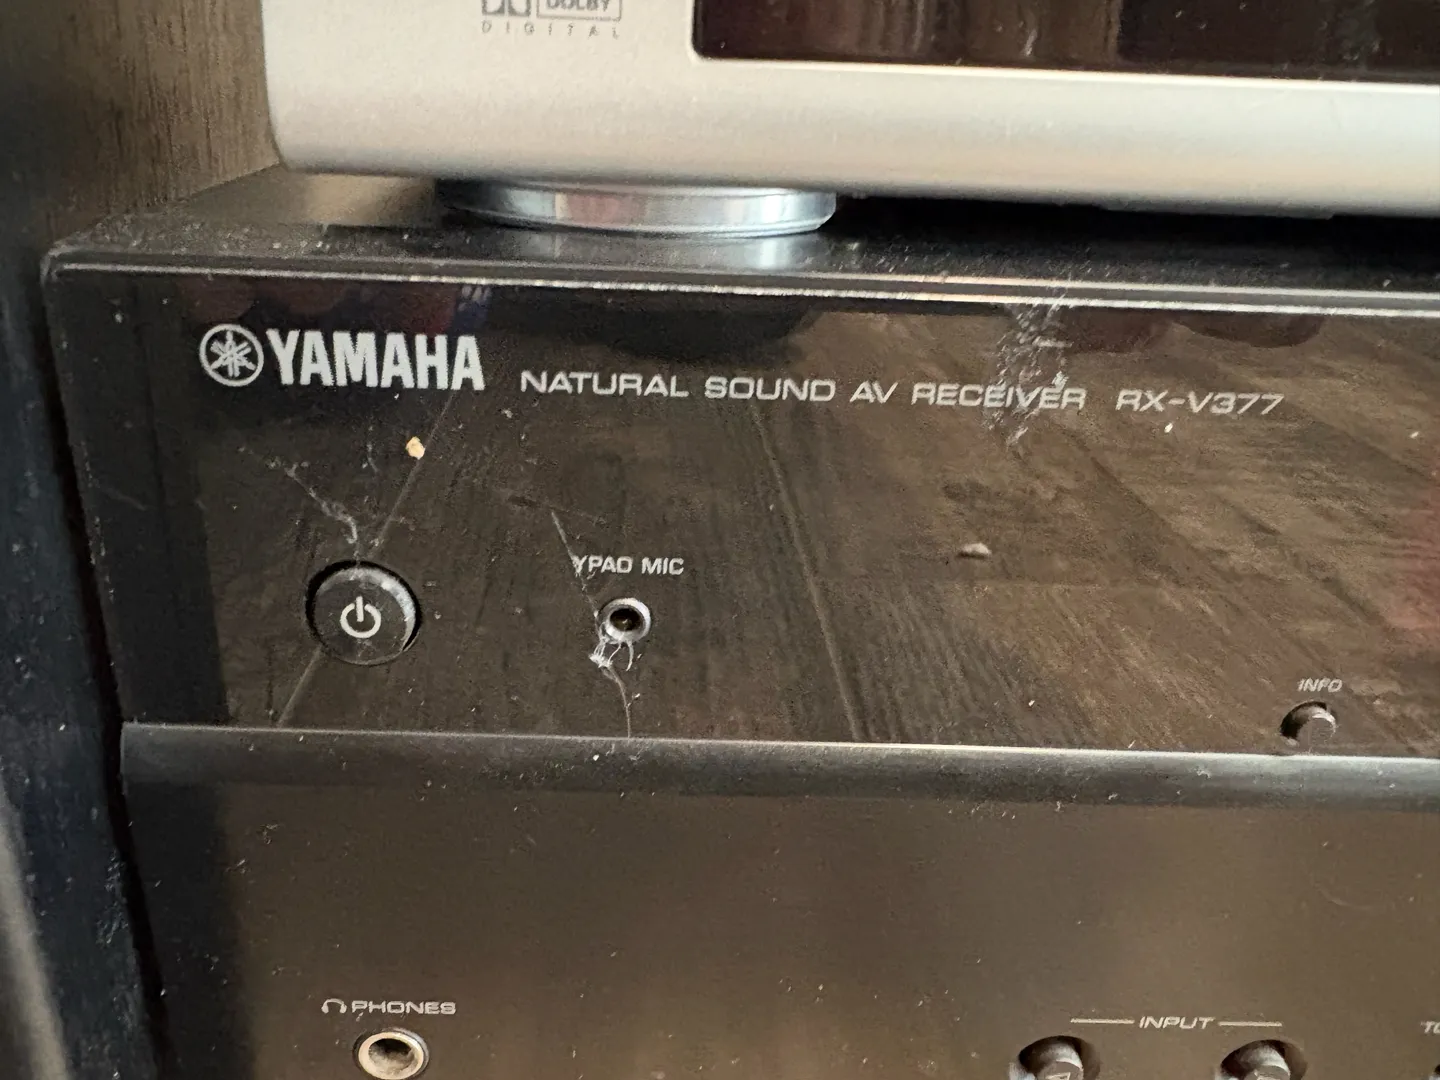 DOLBY
DIGITAL
YAMAHA NATURAL SOUND AV RECEIVER RX-V377
YPAO MIC
INFO
PHONES
INPUT